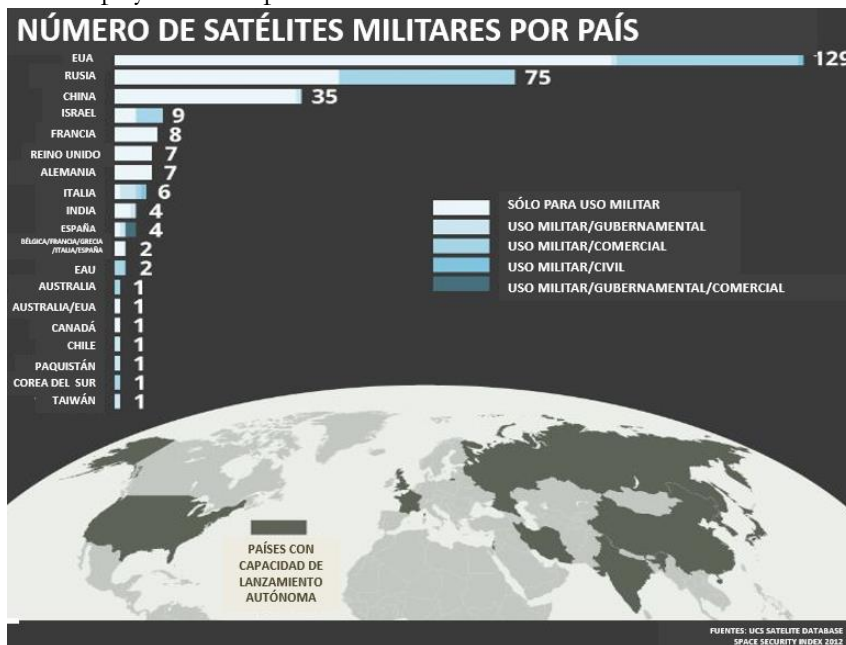 NÚMERO DE SATÉLITES MILITARES POR PAÍS
EUA 129
RUSIA 75
CHINA 35
ISRAEL 9
FRANCIA 8
REINO UNIDO 7
ALEMANIA 7
ITALIA 6
INDIA 4
ESPAÑA 4
BÉLGICA/FRANCIA/GRECIA
/ITALIA/ESPAÑA 2
EAU 2
AUSTRALIA 1
AUSTRALIA/EUA 1
CANADÁ 1
CHILE 1
PAQUISTÁN 1
COREA DEL SUR 1
TAIWÁN 1
SÓLO PARA USO MILITAR
USO MILITAR/GUBERNAMENTAL
USO MILITAR/COMERCIAL
USO MILITAR/CIVIL
USO MILITAR/GUBERNAMENTAL/COMERCIAL
PAÍSES CON
CAPACIDAD DE
LANZAMIENTO
AUTÓNOMA
FUENTES: UCS SATELITE DATABASE
SPACE SECURITY INDEX 2012